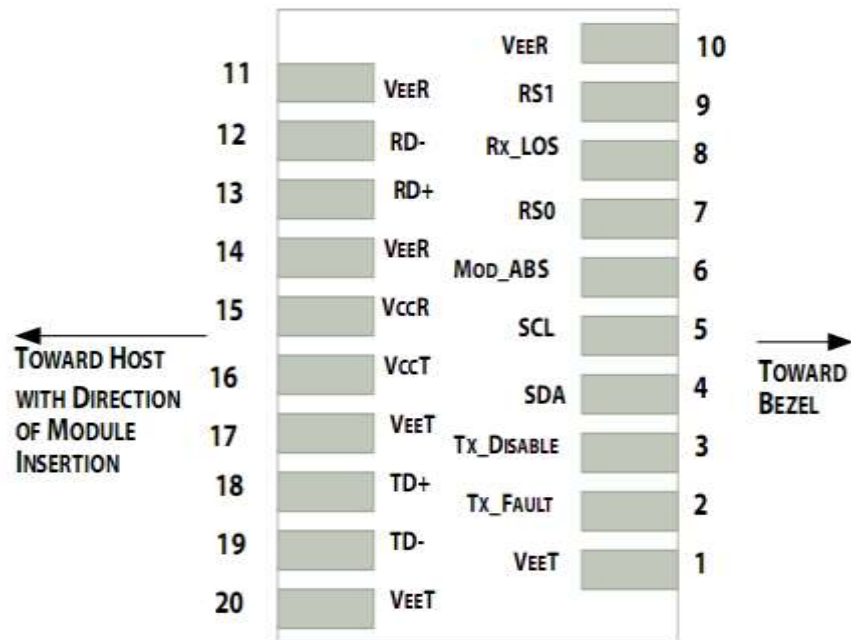 VEER 10
11 VEER
RS1 9
12 RD-
Rx_LOS 8
13 RD+
RS0 7
14 VEER
MOD_ABS 6
15 VCCR
SCL 5
TOWARD HOST
WITH DIRECTION
OF MODULE
INSERTION
16 VCCT
TOWARD
BEZEL
SDA 4
17 VEET
TX_DISABLE 3
18 TD+
TX_FAULT 2
19 TD-
VEET 1
20 VEET